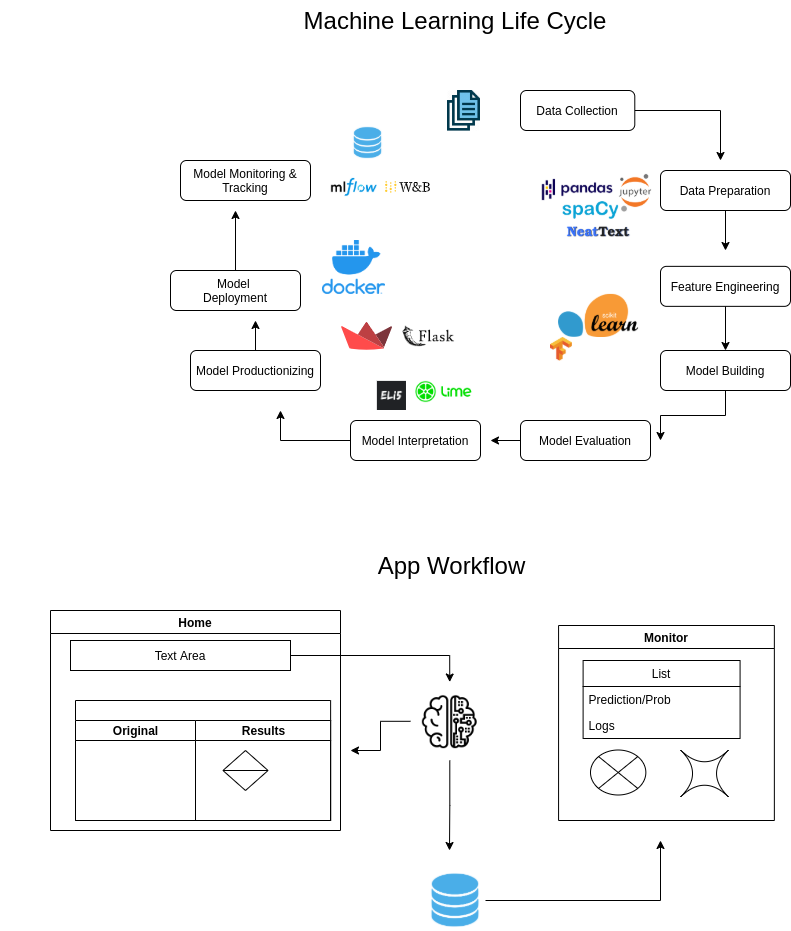 Machine Learning Life Cycle
Data Collection
Model Monitoring &
Tracking
mlflow
W&B
pandas
jupyter
spaCy
NeatText
Data Preparation
Model
Deployment
docker
Feature Engineering
scikit
learn
Flask
Model Productionizing
Model Building
ELI5
Lime
Model Interpretation
Model Evaluation
App Workflow
Home
Text Area
Original
Results
Monitor
List
Prediction/Prob
Logs